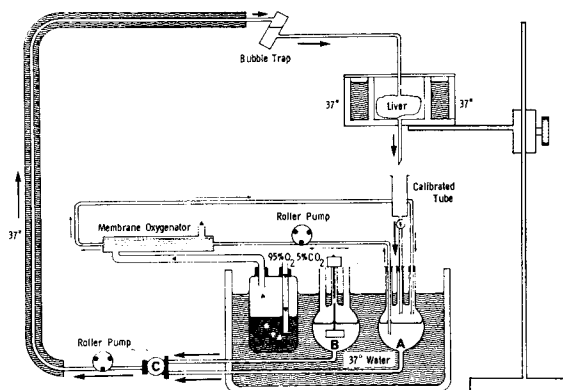 Bubble Trap
37°
Liver
37°
Calibrated
Tube
Roller Pump
Membrane Oxygenator
95%O2 5%CO2
37°
B
A
37° Water
Roller Pump
C